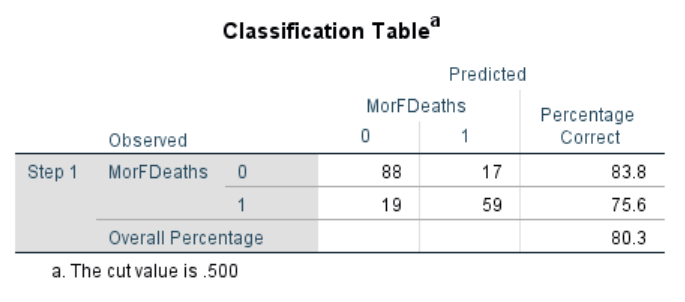 Classification Tableᵃ
Predicted
MorFDeaths Percentage Correct
Observed 0 1
Step 1 MorFDeaths 0 88 17 83.8
1 19 59 75.6
Overall Percentage 80.3
a. The cut value is .500